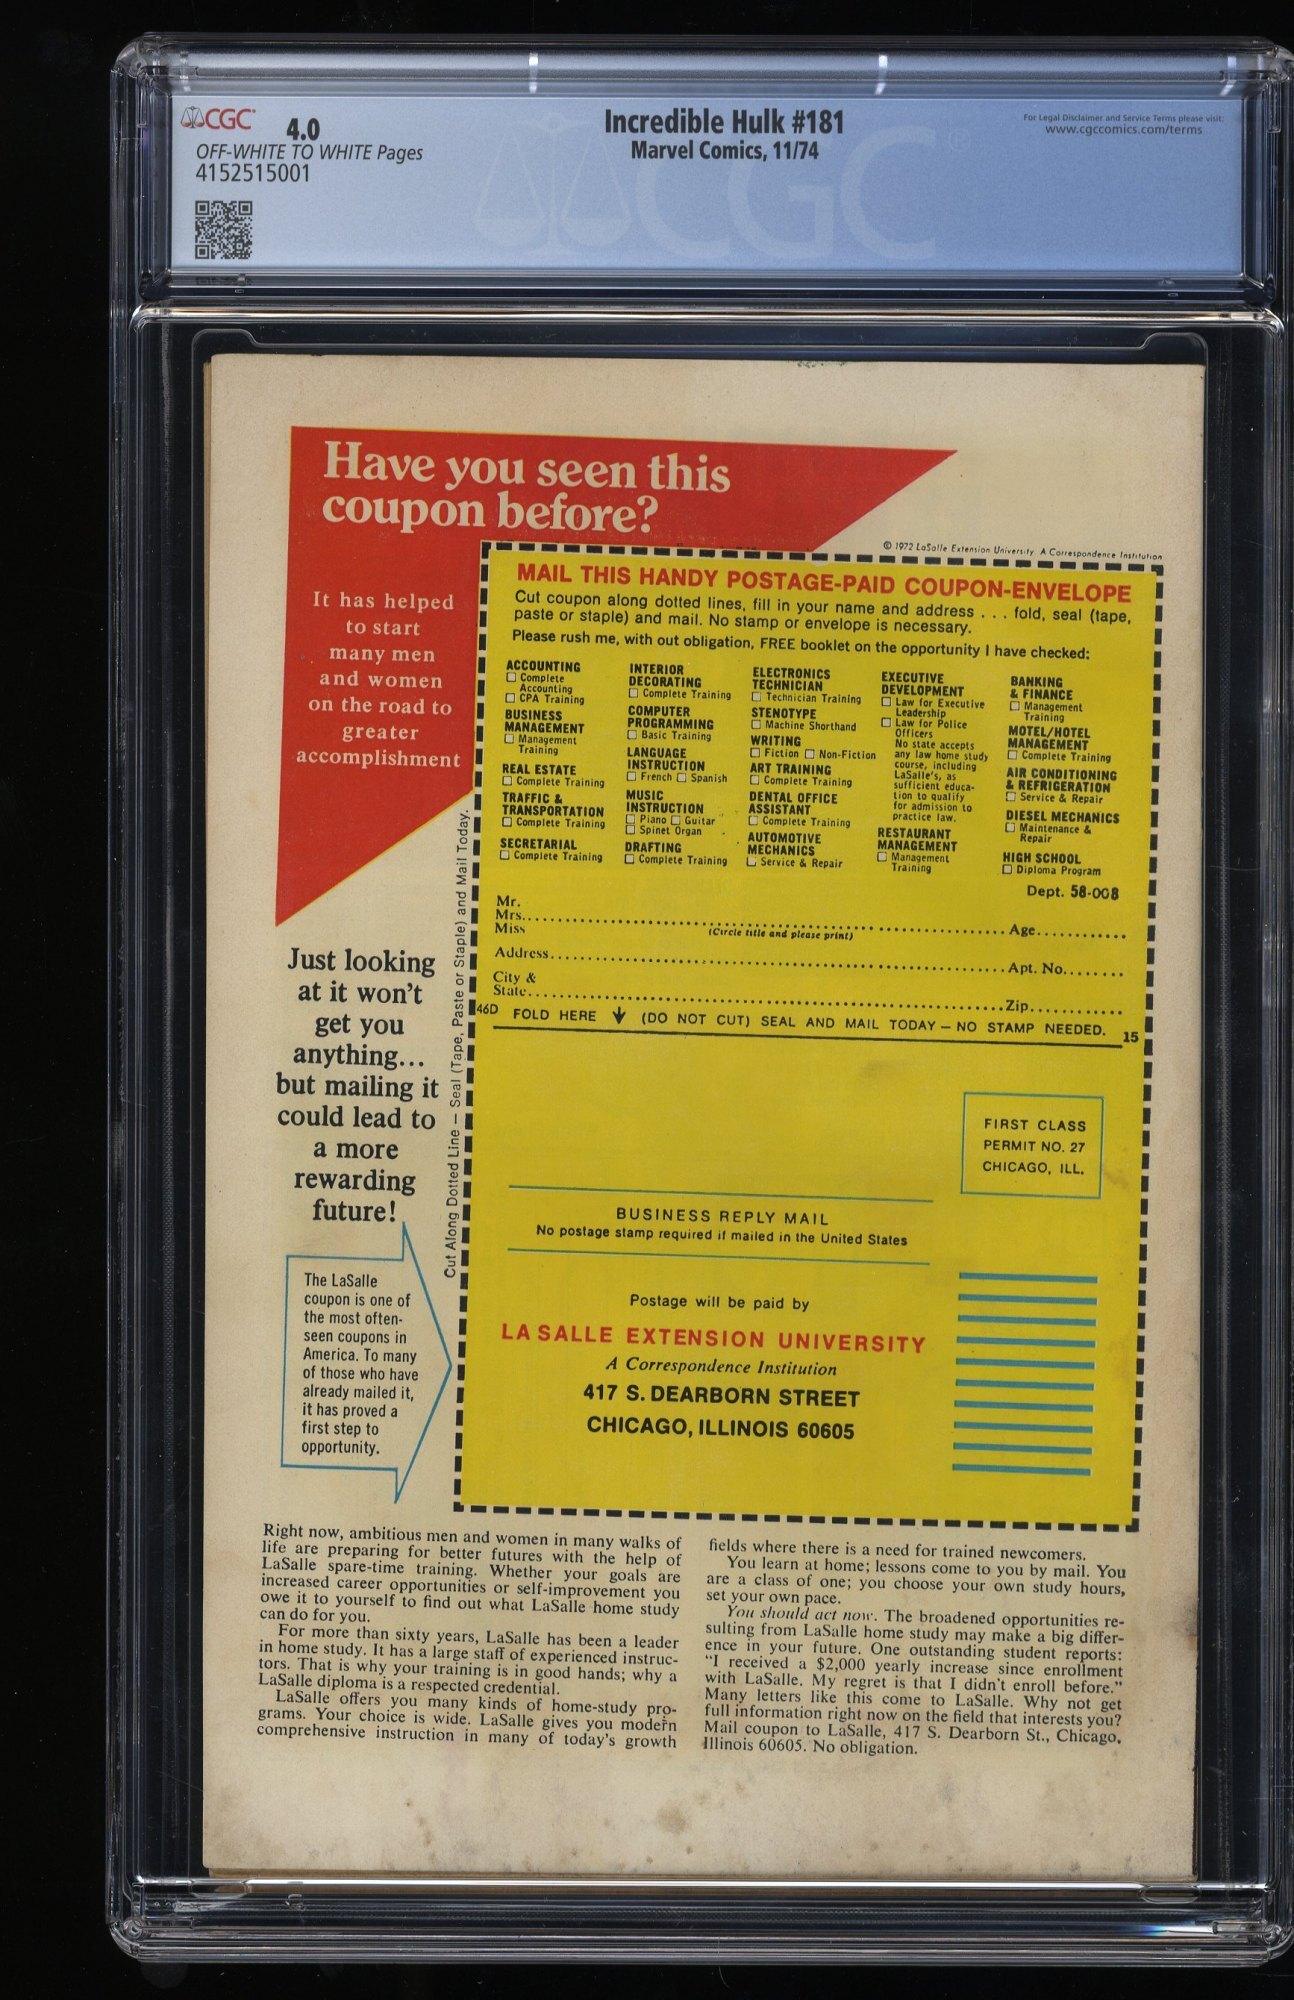 CGC
4.0
OFF-WHITE TO WHITE Pages
4152515001
Incredible Hulk #181
Marvel Comics, 11/74
For Legal Disclaimer and Service Terms please visit:
www.cgccomics.com/terms
CGC
Have you seen this
coupon before?
It has helped
to start
many men
and women
on the road to
greater
accomplishment
© 1972 LaSalle Extension University. A Correspondence Institution
MAIL THIS HANDY POSTAGE-PAID COUPON-ENVELOPE
Cut coupon along dotted lines, fill in your name and address . . . fold, seal (tape,
paste or staple) and mail. No stamp or envelope is necessary.
Please rush me, with out obligation, FREE booklet on the opportunity I have checked:
ACCOUNTING
☐ Complete
Accounting
☐ CPA Training
BUSINESS
MANAGEMENT
☐ Management
Training
REAL ESTATE
☐ Complete Training
TRAFFIC &
TRANSPORTATION
☐ Complete Training
SECRETARIAL
☐ Complete Training
INTERIOR
DECORATING
☐ Complete Training
COMPUTER
PROGRAMMING
☐ Basic Training
LANGUAGE
INSTRUCTION
☐ French ☐ Spanish
MUSIC
INSTRUCTION
☐ Piano ☐ Guitar
☐ Spinet Organ
DRAFTING
☐ Complete Training
ELECTRONICS
TECHNICIAN
☐ Technician Training
STENOTYPE
☐ Machine Shorthand
WRITING
☐ Fiction ☐ Non-Fiction
ART TRAINING
☐ Complete Training
DENTAL OFFICE
ASSISTANT
☐ Complete Training
AUTOMOTIVE
MECHANICS
☐ Service & Repair
EXECUTIVE
DEVELOPMENT
☐ Law for Executive
Leadership
☐ Law for Police
Officers
No state accepts
any law home study
course, including
LaSalle's, as
sufficient educa-
tion to qualify
for admission to
practice law.
RESTAURANT
MANAGEMENT
☐ Management
Training
BANKING
& FINANCE
☐ Management
Training
MOTEL/HOTEL
MANAGEMENT
☐ Complete Training
AIR CONDITIONING
& REFRIGERATION
☐ Service & Repair
DIESEL MECHANICS
☐ Maintenance &
Repair
HIGH SCHOOL
☐ Diploma Program
Dept. 58-008
Mr.
Mrs.......... Age..........
Miss (Circle title and please print)
Address.......... Apt. No..........
City &
State.......... Zip..........
46D FOLD HERE ↓ (DO NOT CUT) SEAL AND MAIL TODAY — NO STAMP NEEDED. 15
Cut Along Dotted Line — Seal (Tape, Paste or Staple) and Mail Today.
Just looking
at it won't
get you
anything...
but mailing it
could lead to
a more
rewarding
future!
FIRST CLASS
PERMIT NO. 27
CHICAGO, ILL.
BUSINESS REPLY MAIL
No postage stamp required if mailed in the United States
The LaSalle
coupon is one of
the most often-
seen coupons in
America. To many
of those who have
already mailed it,
it has proved a
first step to
opportunity.
Postage will be paid by
LA SALLE EXTENSION UNIVERSITY
A Correspondence Institution
417 S. DEARBORN STREET
CHICAGO, ILLINOIS 60605
Right now, ambitious men and women in many walks of
life are preparing for better futures with the help of
LaSalle spare-time training. Whether your goals are
increased career opportunities or self-improvement you
owe it to yourself to find out what LaSalle home study
can do for you.
For more than sixty years, LaSalle has been a leader
in home study. It has a large staff of experienced instruc-
tors. That is why your training is in good hands; why a
LaSalle diploma is a respected credential.
LaSalle offers you many kinds of home-study pro-
grams. Your choice is wide. LaSalle gives you modern
comprehensive instruction in many of today's growth
fields where there is a need for trained newcomers.
You learn at home; lessons come to you by mail. You
are a class of one; you choose your own study hours,
set your own pace.
You should act now. The broadened opportunities re-
sulting from LaSalle home study may make a big differ-
ence in your future. One outstanding student reports:
"I received a $2,000 yearly increase since enrollment
with LaSalle. My regret is that I didn't enroll before."
Many letters like this come to LaSalle. Why not get
full information right now on the field that interests you?
Mail coupon to LaSalle, 417 S. Dearborn St., Chicago,
Illinois 60605. No obligation.